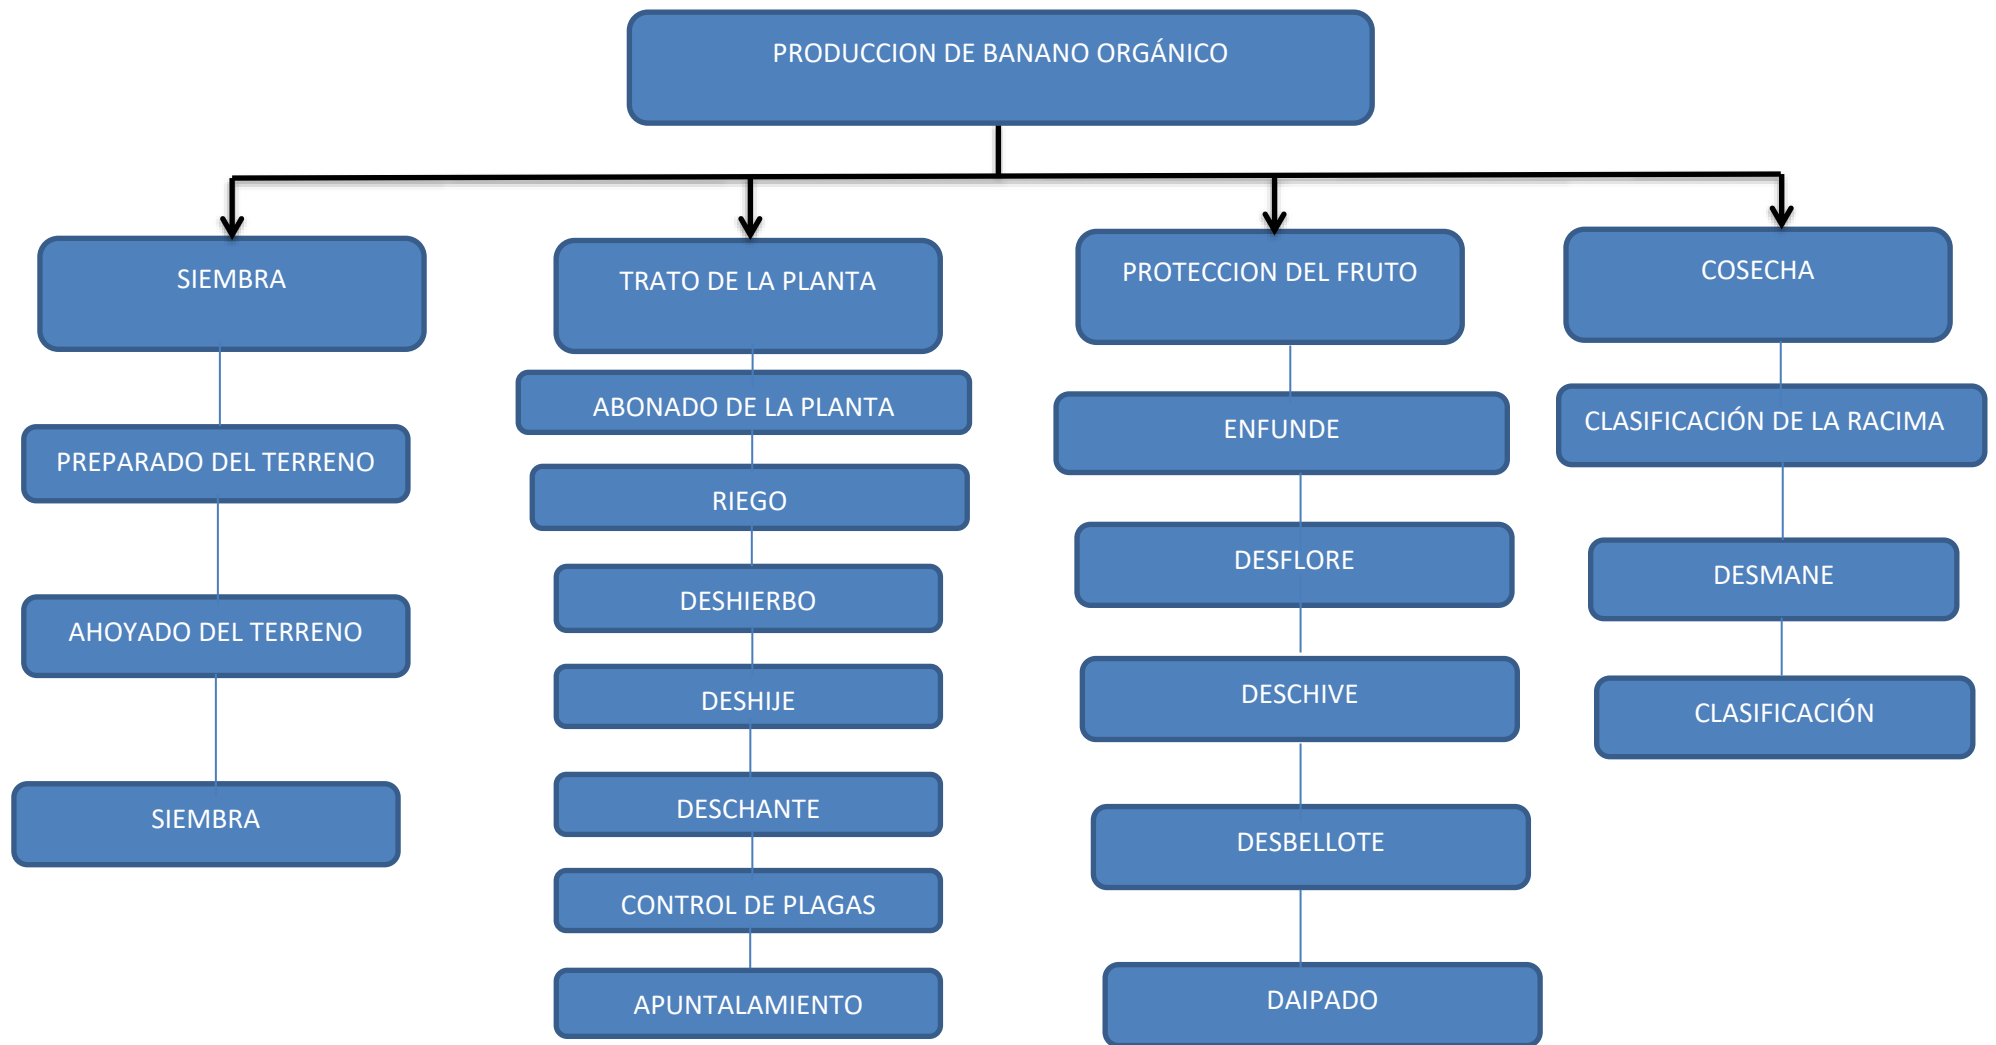 PRODUCCION DE BANANO ORGÁNICO
SIEMBRA
PREPARADO DEL TERRENO
AHOYADO DEL TERRENO
SIEMBRA
TRATO DE LA PLANTA
ABONADO DE LA PLANTA
RIEGO
DESHIERBO
DESHIJE
DESCHANTE
CONTROL DE PLAGAS
APUNTALAMIENTO
PROTECCION DEL FRUTO
ENFUNDE
DESFLORE
DESCHIVE
DESBELLOTE
DAIPADO
COSECHA
CLASIFICACIÓN DE LA RACIMA
DESMANE
CLASIFICACIÓN